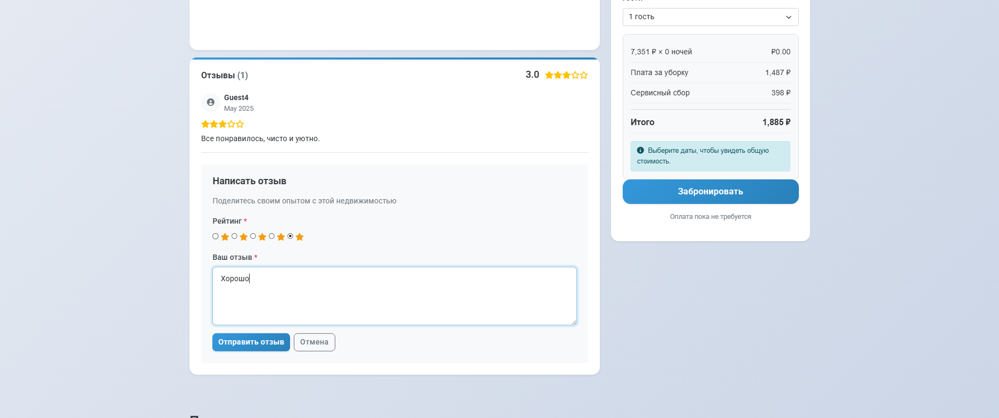 1 гость
7,351 ₽ × 0 ночей
₽0.00
Плата за уборку
1,487 ₽
Сервисный сбор
398 ₽
Итого
1,885 ₽
Выберите даты, чтобы увидеть общую
стоимость.
Забронировать
Оплата пока не требуется
Отзывы (1)
3.0
Guest4
May 2025
Все понравилось, чисто и уютно.
Написать отзыв
Поделитесь своим опытом с этой недвижимостью
Рейтинг *
Ваш отзыв *
Хорошо
Отправить отзыв
Отмена